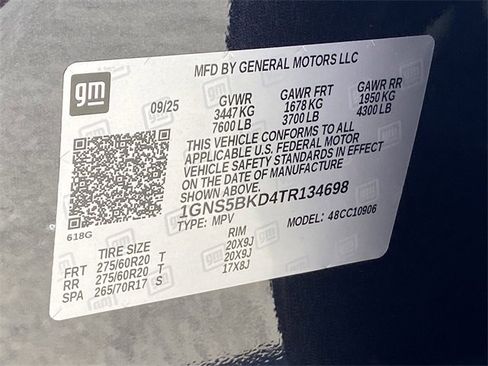 MFD BY GENERAL MOTORS LLC
gm
09/25
GVWR GAWR FRT GAWR RR
3447 KG 1678 KG 1950 KG
7600 LB 3700 LB 4300 LB
THIS VEHICLE CONFORMS TO ALL
APPLICABLE U.S. FEDERAL MOTOR
VEHICLE SAFETY STANDARDS IN EFFECT
ON THE DATE OF MANUFACTURE SHOWN ABOVE.
1GNS5BKD4TR134698
618G
TYPE: MPV MODEL: 48CC10906
TIRE SIZE RIM
FRT 275/60R20 T 20X9J
RR 275/60R20 T 20X9J
SPA 265/70R17 S 17X8J